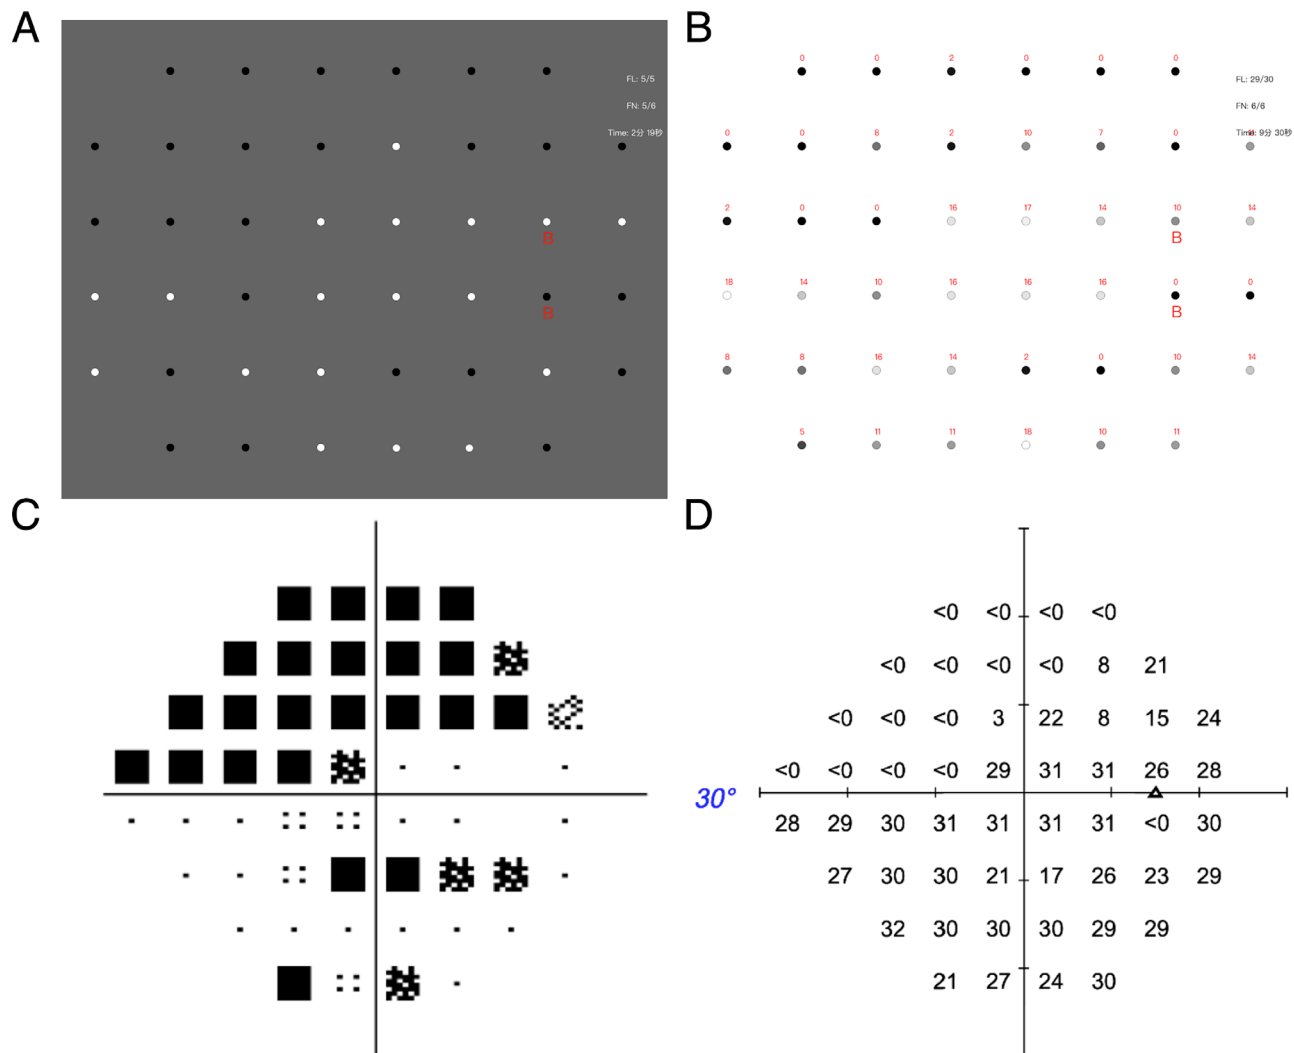 A
B
FL: 5/5
FN: 5/6
Time: 2分 19秒
B
B
0 0 2 0 0 0
FL: 29/30
FN: 6/6
0 0 8 2 10 7 0
Time: 9分 30秒
2 0 0 16 17 14 10 14
B
18 14 10 16 16 16 0 0
B
8 8 16 14 2 0 10 14
5 11 11 18 10 11
C
D
<0 <0 <0 <0
<0 <0 <0 <0 8 21
<0 <0 <0 3 22 8 15 24
<0 <0 <0 <0 29 31 31 26 28
30°
28 29 30 31 31 31 31 <0 30
27 30 30 21 17 26 23 29
32 30 30 30 29 29
21 27 24 30